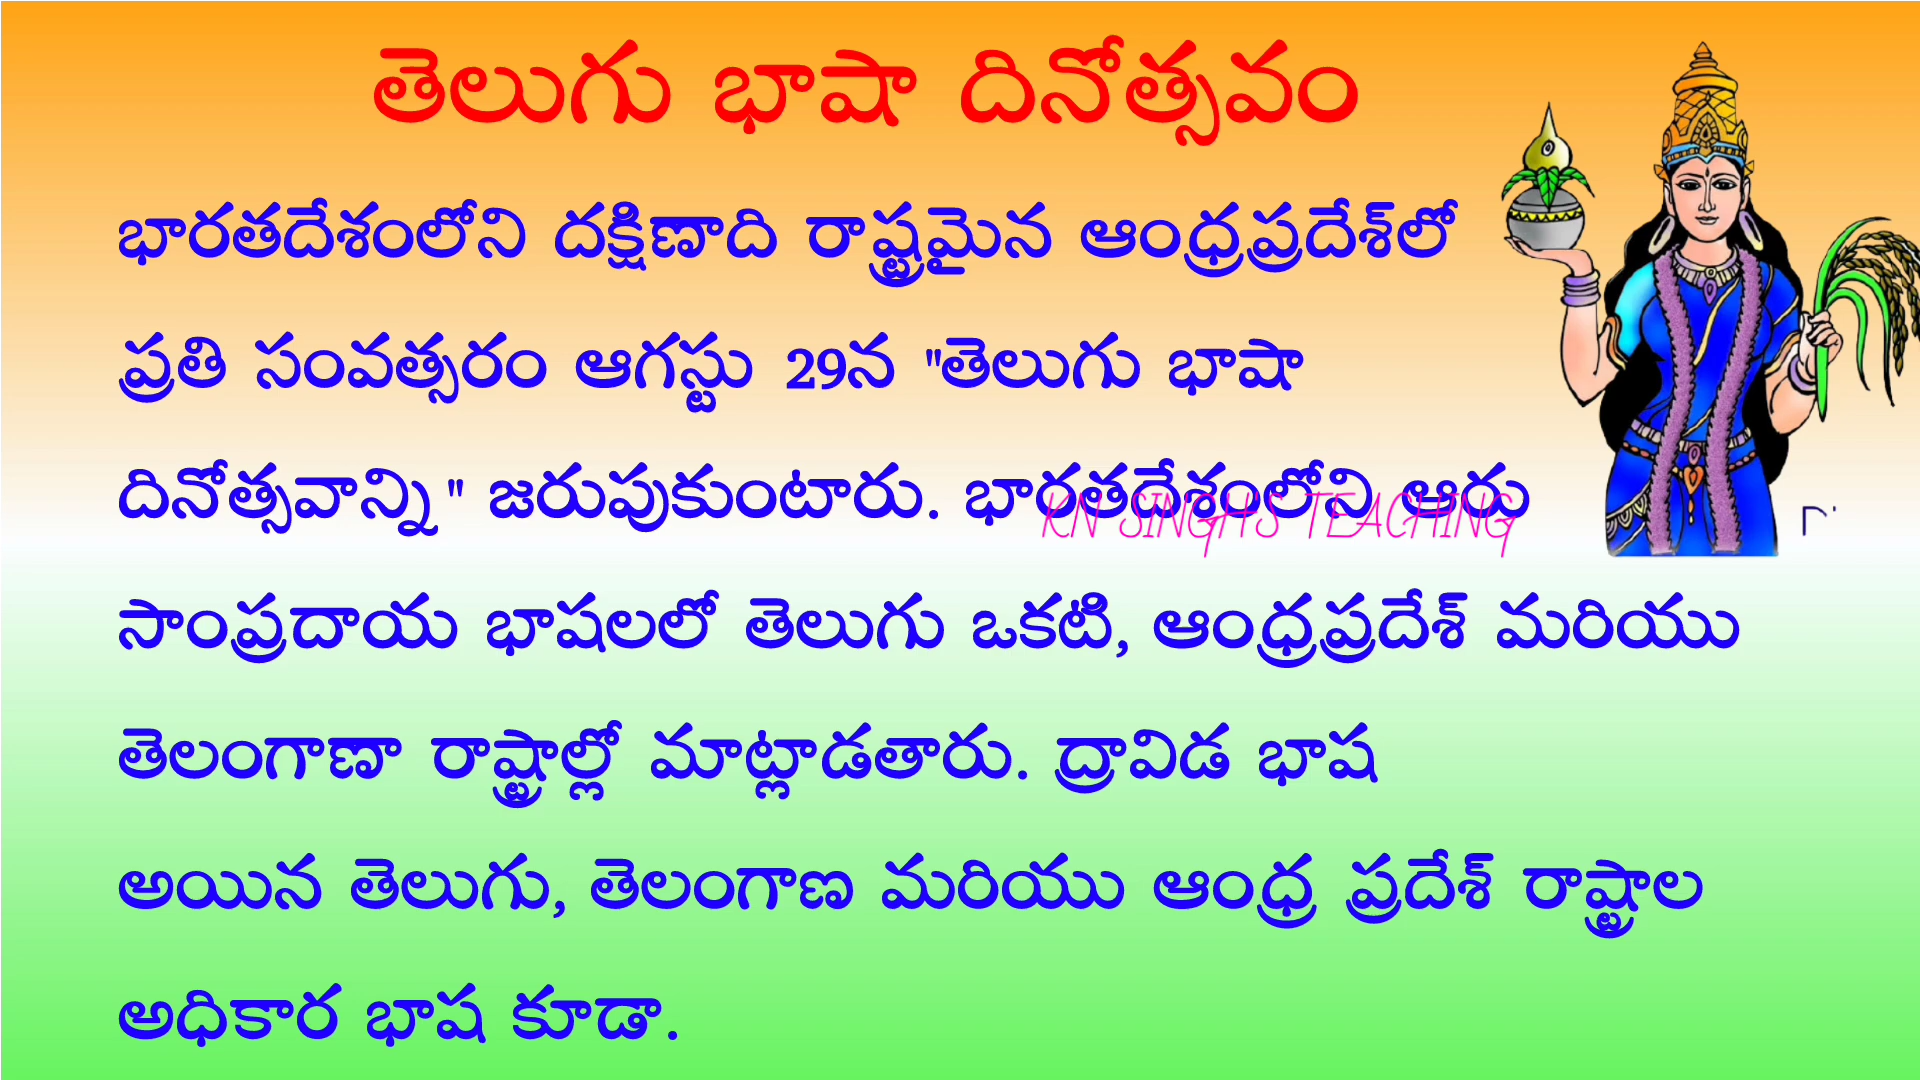 తెలుగు భాషా దినోత్సవం
భారతదేశంలోని దక్షిణాది రాష్ట్రమైన ఆంధ్రప్రదేశ్‌లో
ప్రతి సంవత్సరం ఆగస్టు 29న "తెలుగు భాషా
దినోత్సవాన్ని" జరుపుకుంటారు. భారతదేశంలోని ఆరు
KN SINGHS TEACHING
సాంప్రదాయ భాషలలో తెలుగు ఒకటి, ఆంధ్రప్రదేశ్ మరియు
తెలంగాణా రాష్ట్రాల్లో మాట్లాడతారు. ద్రావిడ భాష
అయిన తెలుగు, తెలంగాణ మరియు ఆంధ్ర ప్రదేశ్ రాష్ట్రాల
అధికార భాష కూడా.